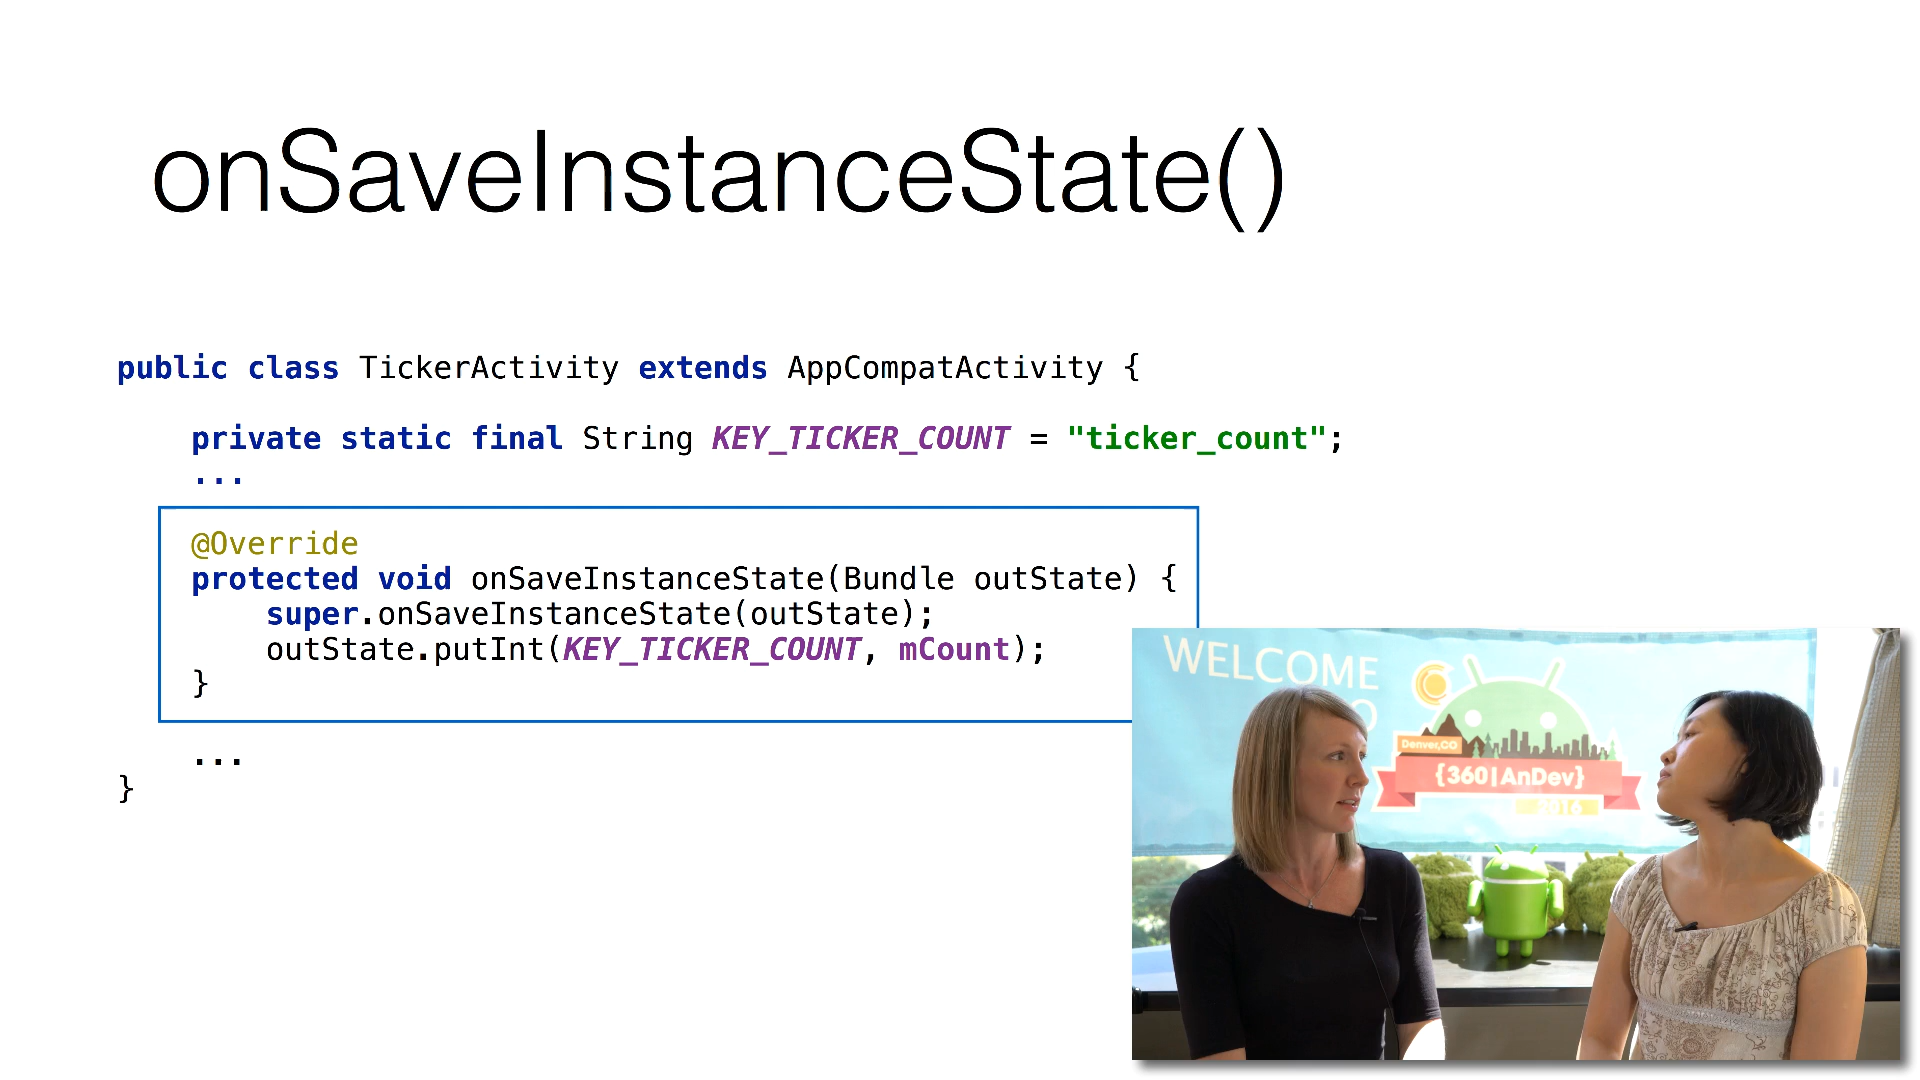 onSaveInstanceState()
public class TickerActivity extends AppCompatActivity {
private static final String KEY_TICKER_COUNT = "ticker_count";
...
@Override
protected void onSaveInstanceState(Bundle outState) {
super.onSaveInstanceState(outState);
outState.putInt(KEY_TICKER_COUNT, mCount);
}
...
}
WELCOME
Denver,CO
{360|AnDev}
2016